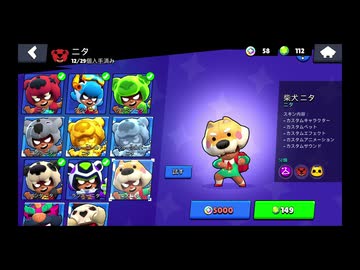 ニタ
12/29個入手済み
58
112
柴犬ニタ
ニタ
スキン内容
-カスタムキャラクター
-カスタムペット
-カスタムエフェクト
-カスタムアニメーション
-カスタムサウンド
試す
5000
149